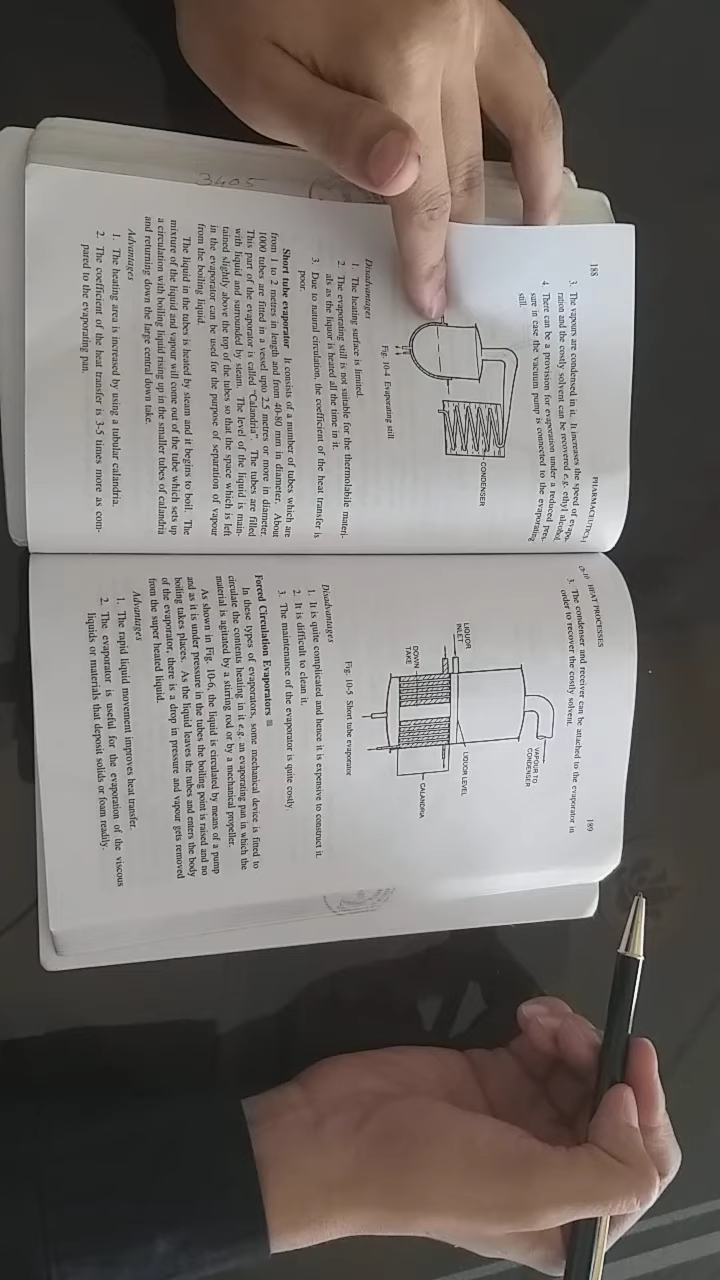 188
PHARMACEUTICS
3. The vapours are condensed in it. It increases the speed of evapo-
ration and the costly solvent can be recovered e.g. ethyl alcohol
4. There can be a provision for evaporation under a reduced pres-
sure in case the vacuum pump is connected to the evaporating
still.
CONDENSER
Fig. 10-4 Evaporating still
Disadvantages
1. The heating surface is limited.
2. The evaporating still is not suitable for the thermolabile materi-
als as the liquor is heated all the time in it.
3. Due to natural circulation, the coefficient of the heat transfer is
poor.
Short tube evaporator It consists of a number of tubes which are
from 1 to 2 metres in length and from 40-80 mm in diameter. About
1000 tubes are fitted in a vessel upto 2.5 metres or more in diameter.
This part of the evaporator is called "Calandria". The tubes are filled
with liquid and surrounded by steam. The level of the liquid is main-
tained slightly above the top of the tubes so that the space which is left
in the evaporator can be used for the purpose of separation of vapour
from the boiling liquid.
The liquid in the tubes is heated by steam and it begins to boil. The
mixture of the liquid and vapour will come out of the tube which sets up
a circulation with boiling liquid rising up in the smaller tubes of calandria
and returning down the large central down take.
Advantages
1. The heating area is increased by using a tubular calandria.
2. The coefficient of the heat transfer is 3-5 times more as com-
pared to the evaporating pan.
3405
HEAT PROCESSES
189
3. The condenser and receiver can be attached to the evaporator in
order to recover the costly solvent.
VAPOUR TO
CONDENSER
LIQUOR
INLET
LIQUOR LEVEL
DOWN
TAKE
CALANDRIA
Fig. 10-5 Short tube evaporator
Disadvantages
1. It is quite complicated and hence it is expensive to construct it.
2. It is difficult to clean it.
3. The maintenance of the evaporator is quite costly.
Forced Circulation Evaporators
In these types of evaporators, some mechanical device is fitted to
circulate the contents heating in it e.g. an evaporating pan in which the
material is agitated by a stirring rod or by a mechanical propeller.
As shown in Fig. 10-6, the liquid is circulated by means of a pump
and as it is under pressure in the tubes the boiling point is raised and no
boiling takes places. As the liquid leaves the tubes and enters the body
of the evaporator, there is a drop in pressure and vapour gets removed
from the super heated liquid.
Advantages
1. The rapid liquid movement improves heat transfer.
2. The evaporator is useful for the evaporation of the viscous
liquids or materials that deposit solids or foam readily.